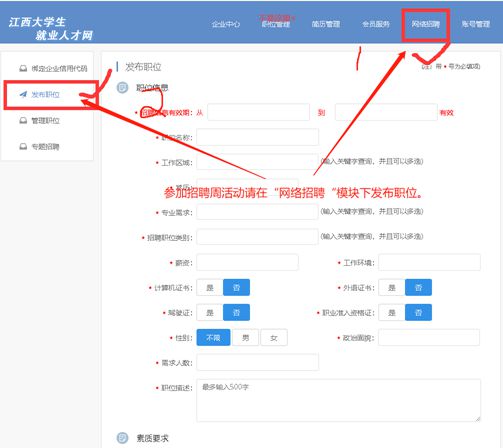 江西大学生
就业人才网
企业中心 职位管理 简历管理 会员服务 网络招聘 账号管理
绑定企业信用代码
发布职位
管理职位
专题招聘
发布职位
(注: 带 * 号为必填项)
职位信息
从 到 有效
* 职位名称:
* 工作区域: (输入关键字查询, 并且可以多选)
参加招聘周活动请在“网络招聘“模块下发布职位。
* 专业需求: (输入关键字查询, 并且可以多选)
* 招聘职位类别: (输入关键字查询, 并且可以多选)
* 薪资: * 工作环境:
* 计算机证书: 是 否 * 外语证书: 是 否
* 驾驶证: 是 否 * 职业准入资格证: 是 否
* 性别: 不限 男 女 * 政治面貌:
* 需求人数:
* 职位描述: 最多输入500字
素质要求